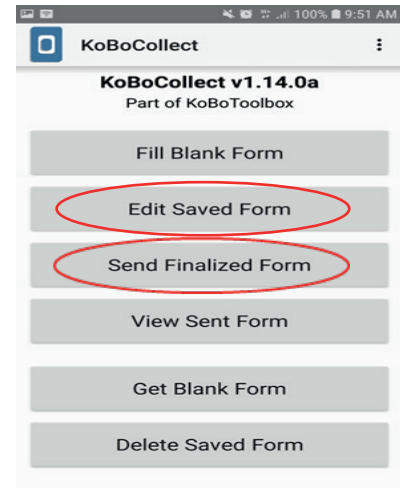 100% 9:51 AM
KoBoCollect
KoBoCollect v1.14.0a
Part of KoBoToolbox
Fill Blank Form
Edit Saved Form
Send Finalized Form
View Sent Form
Get Blank Form
Delete Saved Form